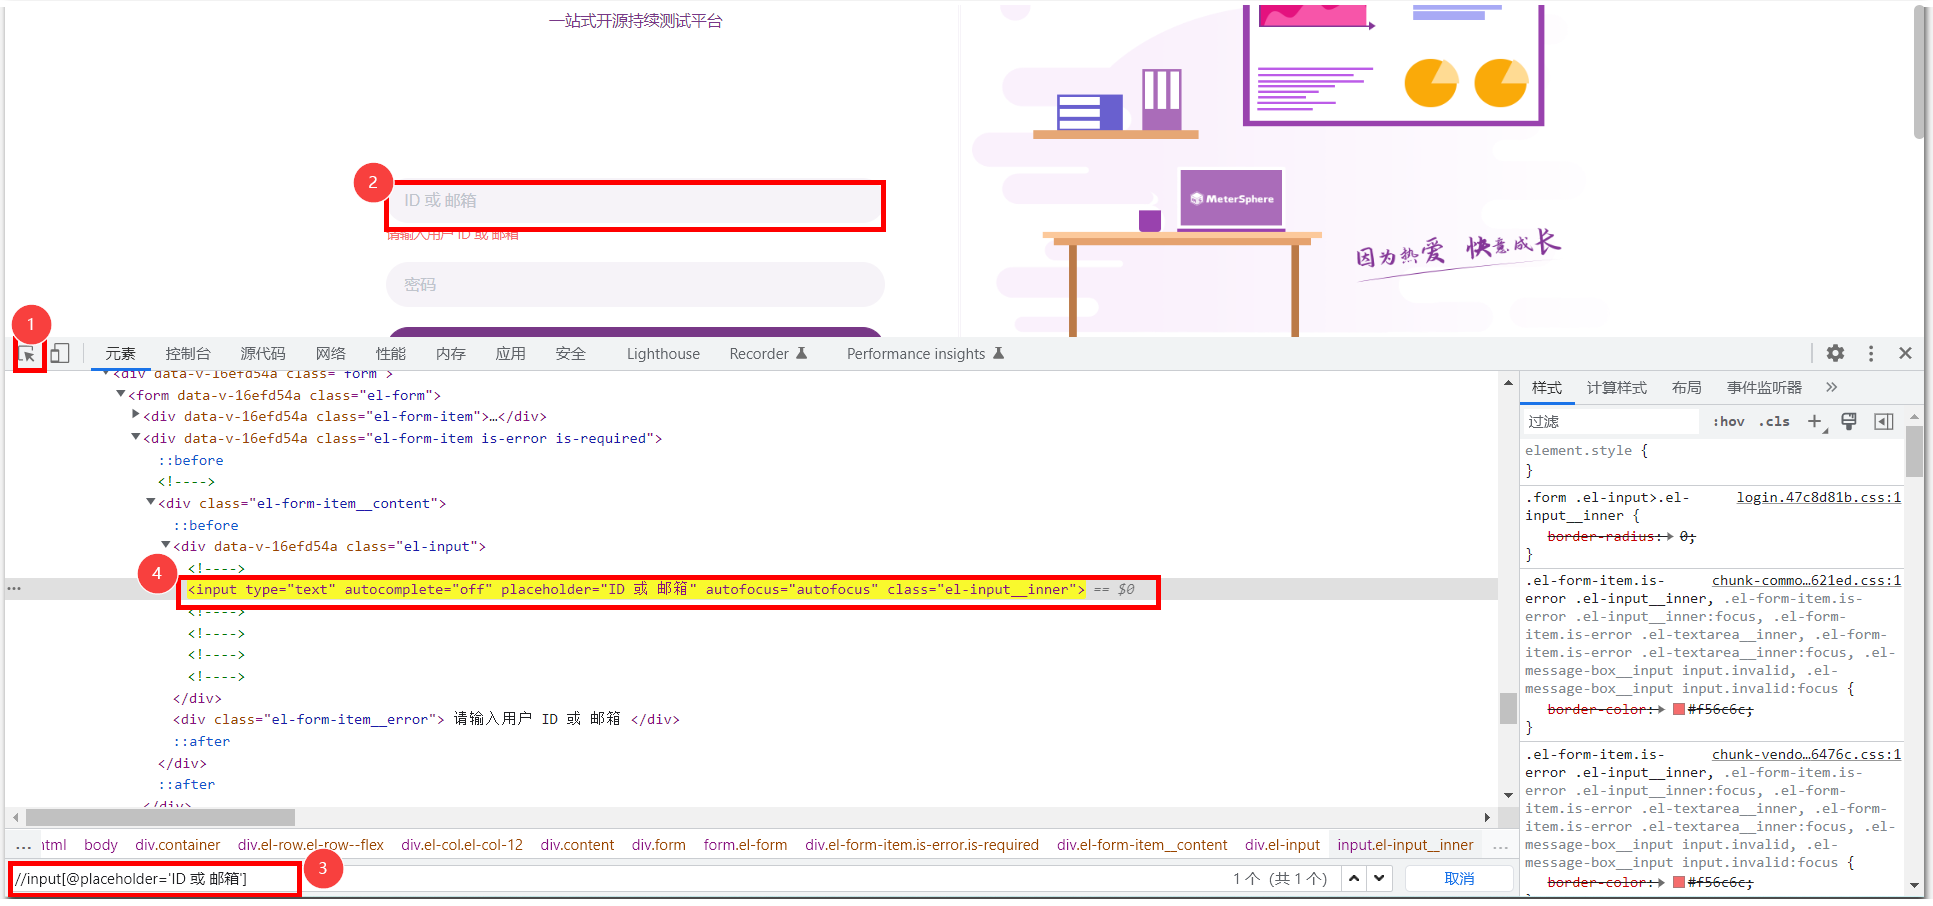 一站式开源持续测试平台
2
ID 或 邮箱
请输入用户 ID 或 邮箱
密码
MeterSphere
因为热爱 快意成长
1
元素 控制台 源代码 网络 性能 内存 应用 安全 Lighthouse Recorder Performance insights
<div data-v-16efd54a class="form">
<form data-v-16efd54a class="el-form">
<div data-v-16efd54a class="el-form-item">…</div>
<div data-v-16efd54a class="el-form-item is-error is-required">
::before
<!---->
<div class="el-form-item__content">
::before
<div data-v-16efd54a class="el-input">
<!---->
4
<input type="text" autocomplete="off" placeholder="ID 或 邮箱" autofocus="autofocus" class="el-input__inner"> == $0
<!---->
<!---->
<!---->
<!---->
</div>
<div class="el-form-item__error"> 请输入用户 ID 或 邮箱 </div>
::after
</div>
::after
</div>
... html body div.container div.el-row.el-row--flex div.el-col.el-col-12 div.content div.form form.el-form div.el-form-item.is-error.is-required div.el-form-item__content div.el-input input.el-input__inner ...
//input[@placeholder='ID 或 邮箱']
3
1 个 (共 1 个)
取消
样式 计算样式 布局 事件监听器 »
过滤
:hov .cls +
element.style {
}
.form .el-input>.el- login.47c8d81b.css:1
input__inner {
border-radius: 0;
}
.el-form-item.is- chunk-commo…621ed.css:1
error .el-input__inner, .el-form-item.is-
error .el-input__inner:focus, .el-form-
item.is-error .el-textarea__inner, .el-form-
item.is-error .el-textarea__inner:focus, .el-
message-box__input input.invalid, .el-
message-box__input input.invalid:focus {
border-color: #f56c6c;
}
.el-form-item.is- chunk-vendo…6476c.css:1
error .el-input__inner, .el-form-item.is-
error .el-input__inner:focus, .el-form-
item.is-error .el-textarea__inner, .el-form-
item.is-error .el-textarea__inner:focus, .el-
message-box__input input.invalid, .el-
message-box__input input.invalid:focus {
border-color: #f56c6c;